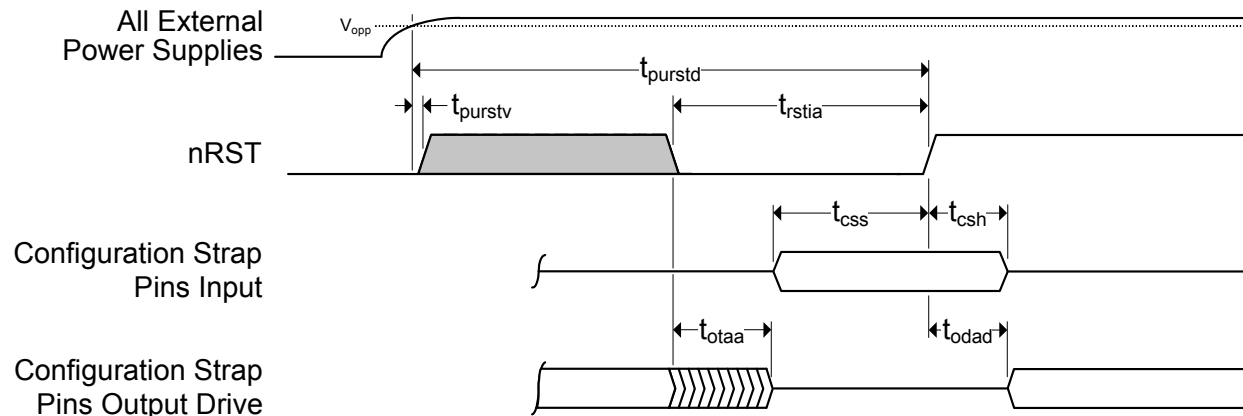 All External
Power Supplies
Vopp
tpurstd
tpurstv
trstia
nRST
tcss
tcsh
Configuration Strap
Pins Input
totaa
todad
Configuration Strap
Pins Output Drive